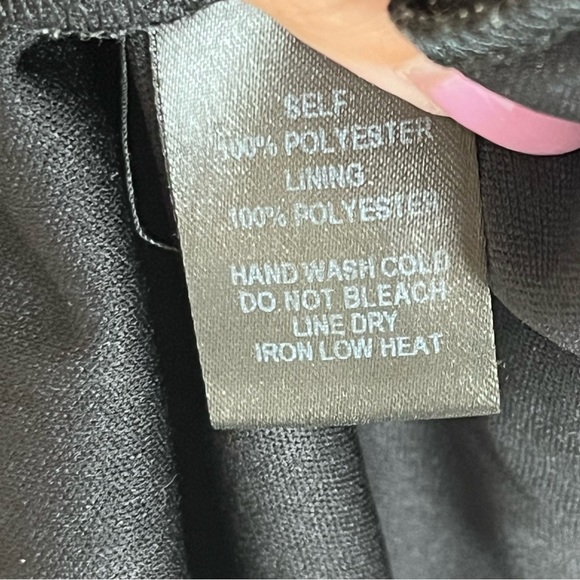 SELF
100% POLYESTER
LINING
100% POLYESTER
HAND WASH COLD
DO NOT BLEACH
LINE DRY
IRON LOW HEAT